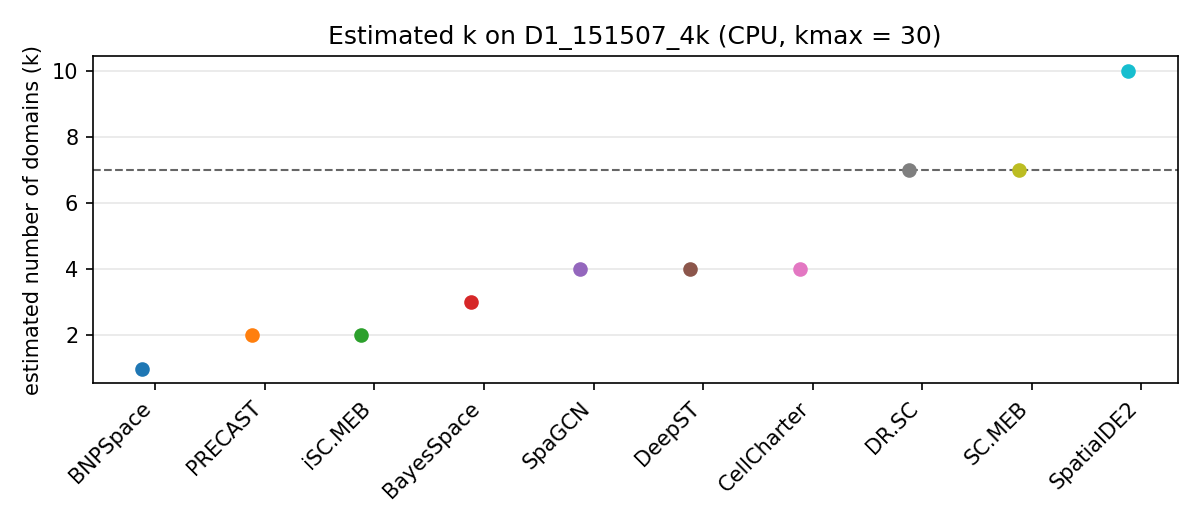 Estimated k on D1_151507_4k (CPU, kmax = 30)
estimated number of domains (k)
10
8
6
4
2
BNPSpace
PRECAST
iSC.MEB
BayesSpace
SpaGCN
DeepST
CellCharter
DR.SC
SC.MEB
SpatialDE2